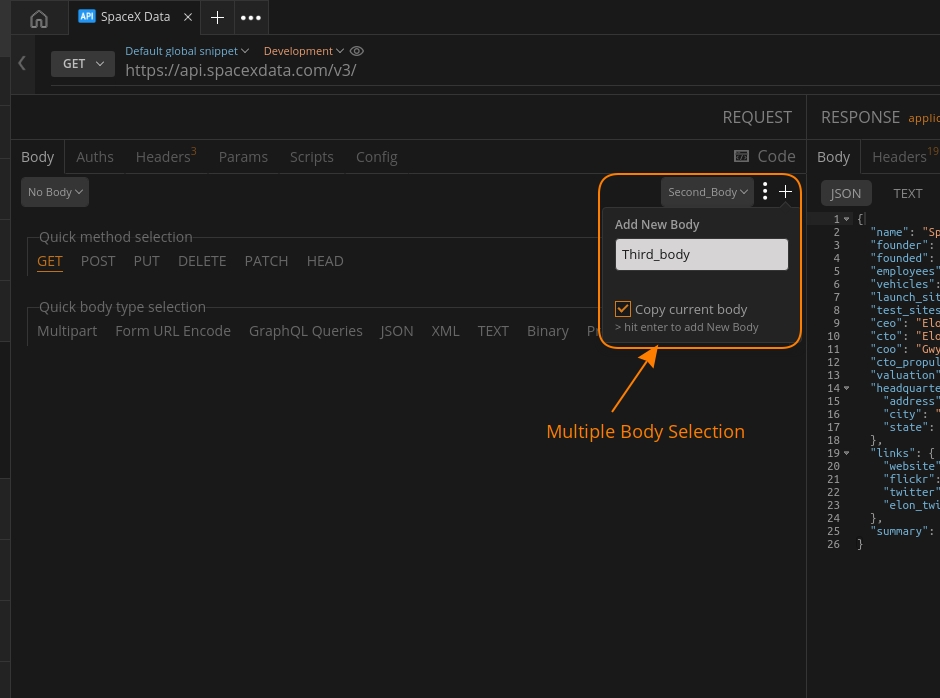 API SpaceX Data
Default global snippet Development
GET
https://api.spacexdata.com/v3/
REQUEST
Body Auths Headers3 Params Scripts Config Code
No Body
Second_Body
Add New Body
Third_body
Copy current body
> hit enter to add New Body
Quick method selection
GET POST PUT DELETE PATCH HEAD
Quick body type selection
Multipart Form URL Encode GraphQL Queries JSON XML TEXT Binary Pr
Multiple Body Selection
RESPONSE applic
Body Headers19
JSON TEXT
1 {
2 "name": "Sp
3 "founder":
4 "founded":
5 "employees"
6 "vehicles":
7 "launch_sit
8 "test_sites
9 "ceo": "Elo
10 "cto": "Elo
11 "coo": "Gwy
12 "cto_propul
13 "valuation"
14 "headquarte
15 "address"
16 "city": "
17 "state":
18 },
19 "links": {
20 "website"
21 "flickr":
22 "twitter"
23 "elon_twi
24 },
25 "summary":
26 }